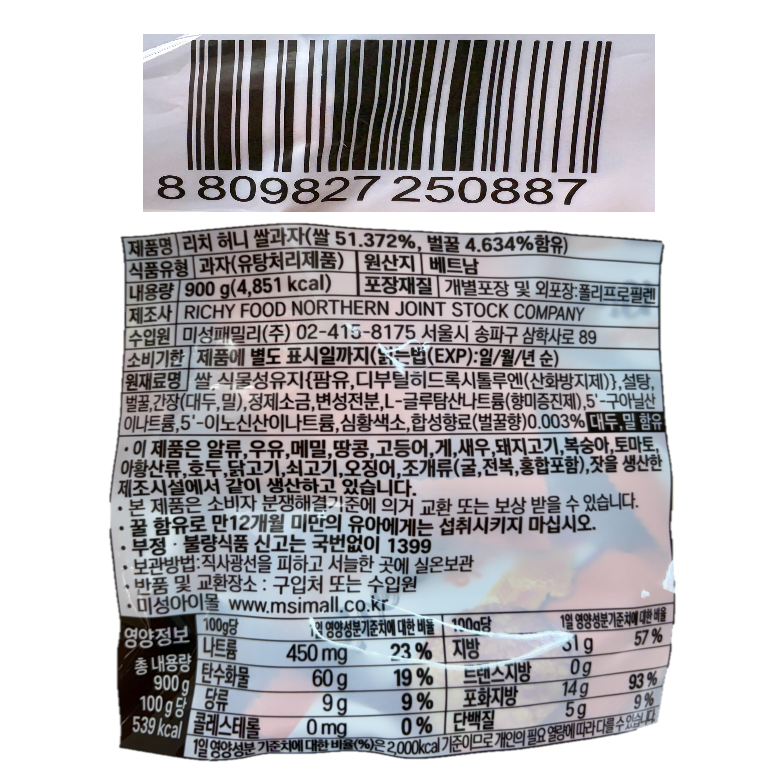 8 809827 250887
제품명 리치 허니 쌀과자(쌀 51.372%, 벌꿀 4.634%함유)
식품유형 과자(유탕처리제품) 원산지 베트남
내용량 900 g(4,851 kcal) 포장재질 개별포장 및 외포장:폴리프로필렌
제조사 RICHY FOOD NORTHERN JOINT STOCK COMPANY
수입원 미성패밀리(주) 02-415-8175 서울시 송파구 삼학사로 89
소비기한 제품에 별도 표시일까지(읽는법(EXP):일/월/년 순)
원재료명 쌀, 식물성유지{팜유,디부틸히드록시톨루엔(산화방지제)},설탕,
벌꿀,간장(대두,밀),정제소금,변성전분,L-글루탐산나트륨(향미증진제),5'-구아닐산
이나트륨,5'-이노신산이나트륨,심황색소,합성향료(벌꿀향)0.003% 대두,밀 함유
· 이 제품은 알류,우유,메밀,땅콩,고등어,게,새우,돼지고기,복숭아,토마토,
아황산류,호두,닭고기,쇠고기,오징어,조개류(굴,전복,홍합포함),잣을 생산한
제조시설에서 같이 생산하고 있습니다.
· 본 제품은 소비자 분쟁해결기준에 의거 교환 또는 보상 받을 수 있습니다.
· 꿀 함유로 만12개월 미만의 유아에게는 섭취시키지 마십시오.
· 부정 · 불량식품 신고는 국번없이 1399
· 보관방법:직사광선을 피하고 서늘한 곳에 실온보관
· 반품 및 교환장소 : 구입처 또는 수입원
· 미성아이몰 www.msimall.co.kr
영양정보 100g당 1일 영양성분기준치에 대한 비율 100g당 1일 영양성분기준치에 대한 비율
총 내용량 900 g
100 g 당
539 kcal
나트륨 450 mg 23 % 지방 31 g 57 %
탄수화물 60 g 19 % 트랜스지방 0 g
당류 9 g 9 % 포화지방 14 g 93 %
콜레스테롤 0 mg 0 % 단백질 5 g 9 %
1일 영양성분 기준치에 대한 비율(%)은 2,000kcal 기준이므로 개인의 필요 열량에 따라 다를 수 있습니다